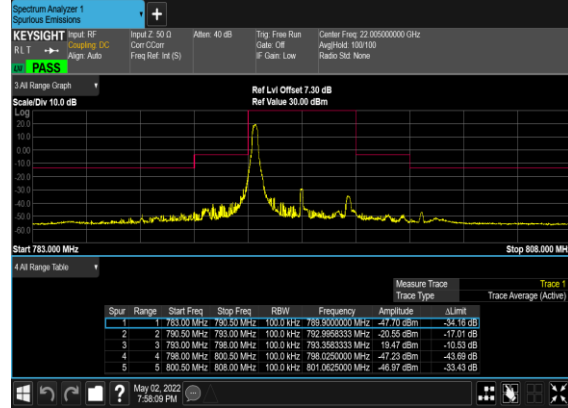 Spectrum Analyzer 1
Spurious Emissions
KEYSIGHT Input: RF Input Z: 50 Ω Atten: 40 dB Trig: Free Run Center Freq: 22.005000000 GHz
RLT Coupling: DC Corr CCorr Gate: Off Avg|Hold: 100/100
Align: Auto Freq Ref: Int (S) IF Gain: Low Radio Std: None
PASS
3 All Range Graph
Ref Lvl Offset 7.30 dB
Scale/Div 10.0 dB Ref Value 30.00 dBm
Log
20.0
10.0
0.00
-10.0
-20.0
-30.0
-40.0
-50.0
-60.0
Start 783.000 MHz Stop 808.000 MH
4 All Range Table
Measure Trace Trace 1
Trace Type Trace Average (Active)
Spur Range Start Freq Stop Freq RBW Frequency Amplitude ΔLimit
1 1 783.00 MHz 790.50 MHz 100.0 kHz 789.9000000 MHz -47.70 dBm -34.16 dB
2 2 790.50 MHz 793.00 MHz 100.0 kHz 792.9958333 MHz -20.55 dBm -17.01 dB
3 3 793.00 MHz 798.00 MHz 100.0 kHz 793.3583333 MHz 19.47 dBm -10.53 dB
4 4 798.00 MHz 800.50 MHz 100.0 kHz 798.0250000 MHz -47.23 dBm -43.69 dB
5 5 800.50 MHz 808.00 MHz 100.0 kHz 801.0625000 MHz -46.97 dBm -33.43 dB
May 02, 2022
7:58:09 PM